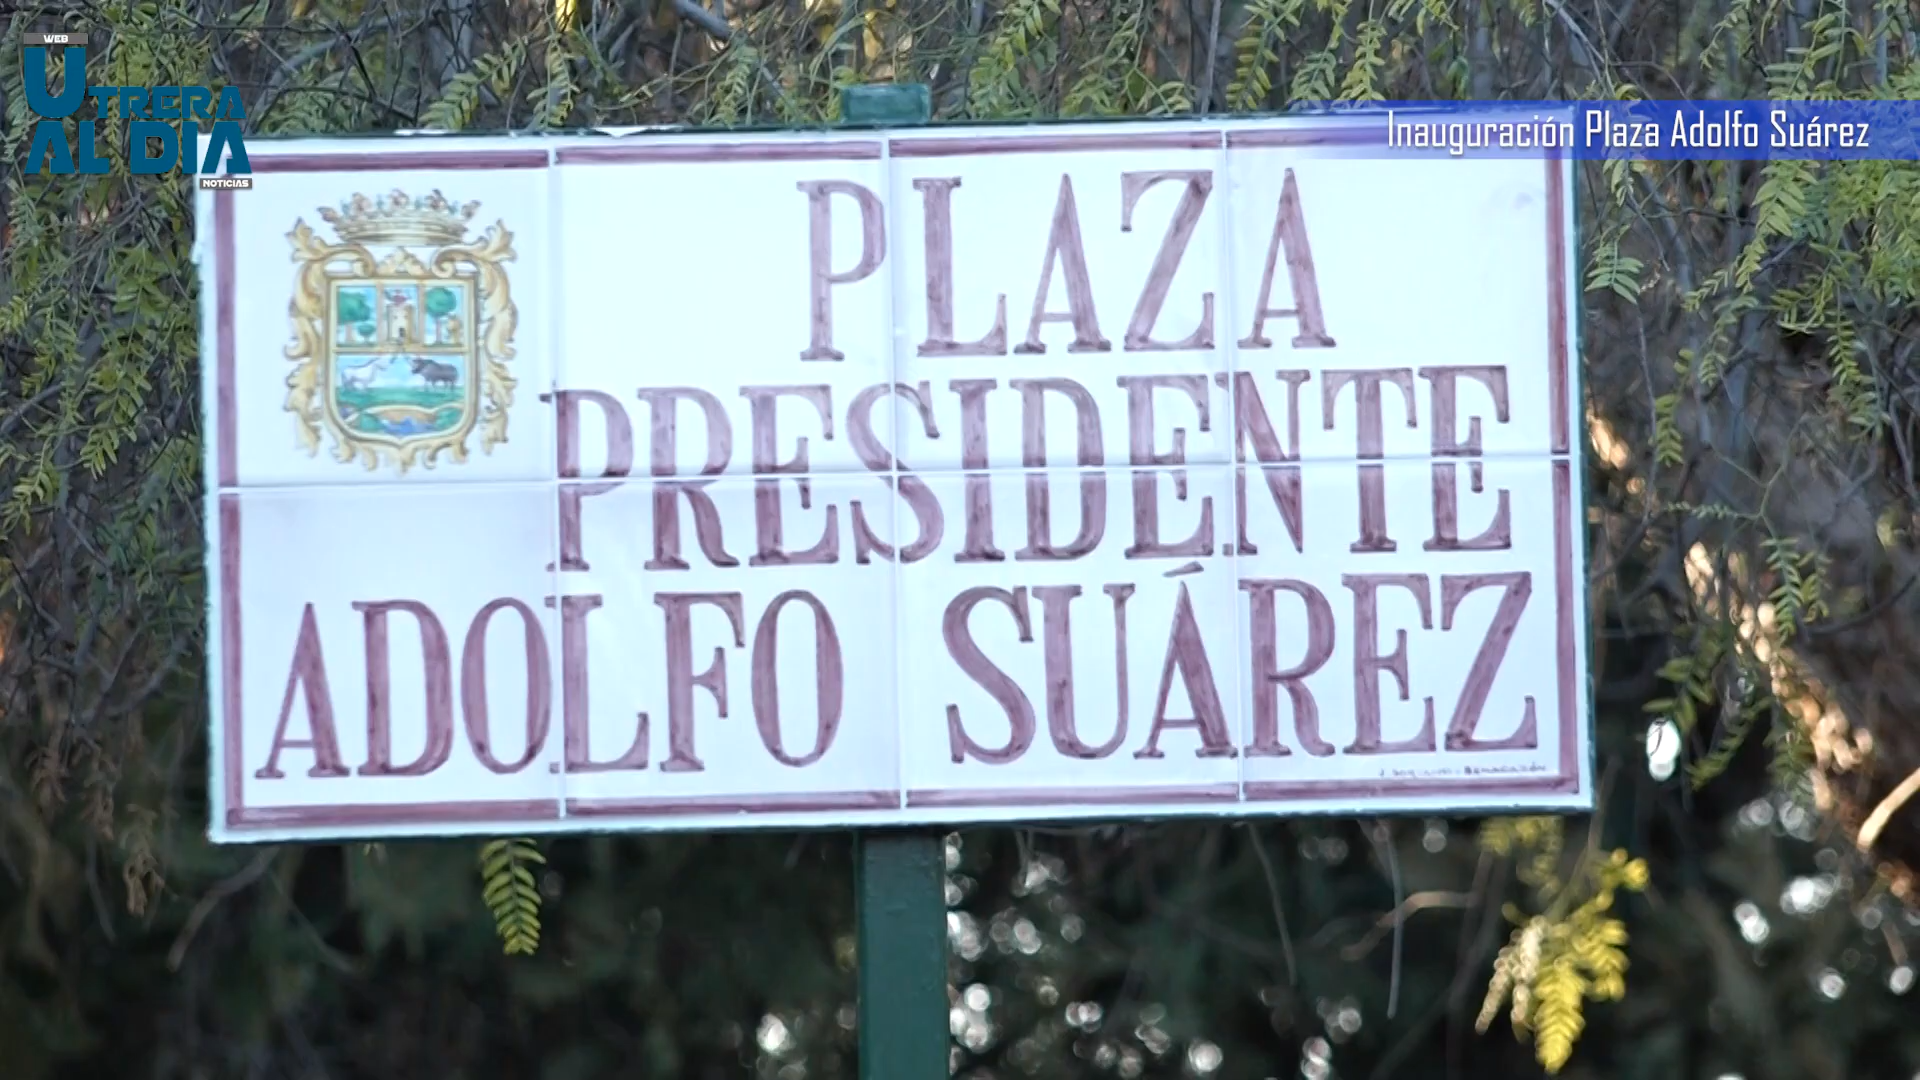 WEB
UTRERA
AL DIA
NOTICIAS
Inauguración Plaza Adolfo Suárez
PLAZA
PRESIDENTE
ADOLFO SUÁREZ